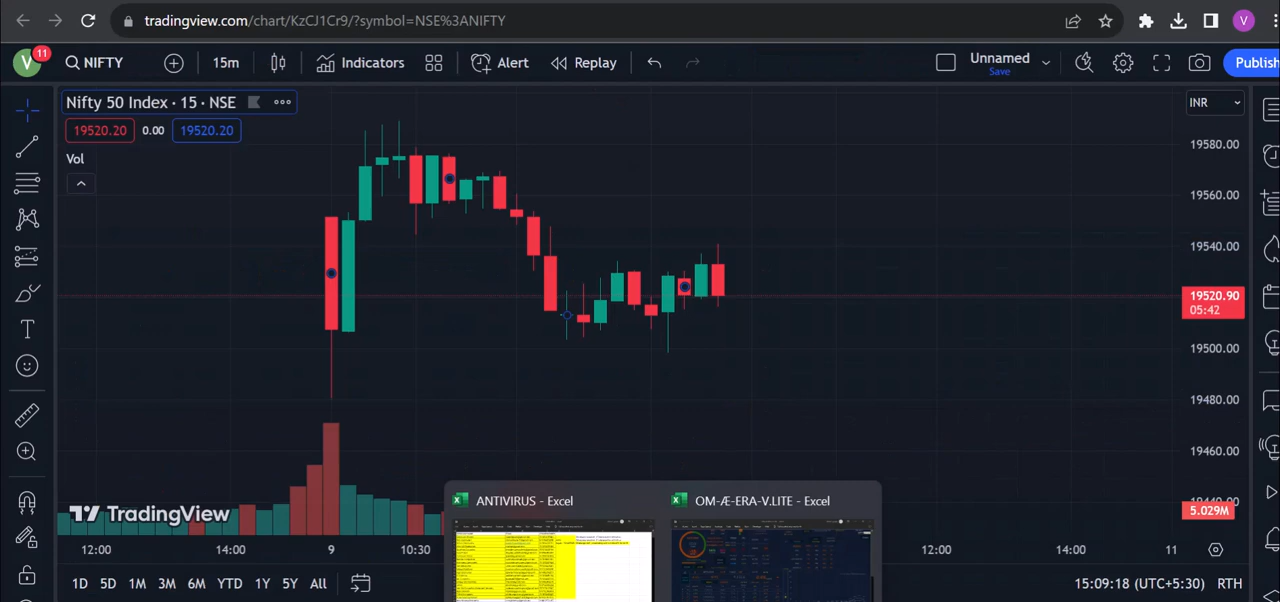 tradingview.com/chart/KzCJ1Cr9/?symbol=NSE%3ANIFTY
V
V 11
NIFTY
15m
Indicators
Alert
Replay
Unnamed
Save
Publish
Nifty 50 Index · 15 · NSE
INR
19520.20 0.00 19520.20
Vol
19580.00
19560.00
19540.00
19520.90
05:42
19500.00
19480.00
19460.00
19440.00
5.029M
ANTIVIRUS - Excel
OM-Æ-ERA-V.LITE - Excel
TradingView
12:00 14:00 9 10:30 12:00 14:00 11
1D 5D 1M 3M 6M YTD 1Y 5Y All
15:09:18 (UTC+5:30) RTH